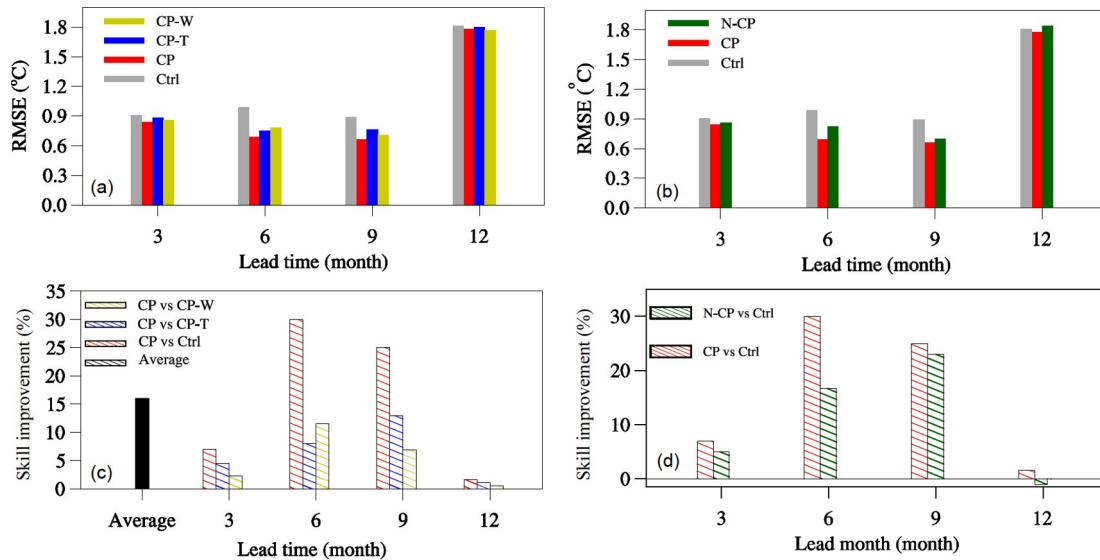 RMSE (ºC)
1.8
1.5
1.2
0.9
0.6
0.3
0.0
CP-W
CP-T
CP
Ctrl
(a)
3 6 9 12
Lead time (month)
RMSE (°C)
1.8
1.5
1.2
0.9
0.6
0.3
0.0
N-CP
CP
Ctrl
(b)
3 6 9 12
Lead time (month)
Skill improvement (%)
35
30
25
20
15
10
5
0
CP vs CP-W
CP vs CP-T
CP vs Ctrl
Average
(c)
Average 3 6 9 12
Lead time (month)
Skill improvement (%)
30
20
10
0
N-CP vs Ctrl
CP vs Ctrl
(d)
3 6 9 12
Lead month (month)